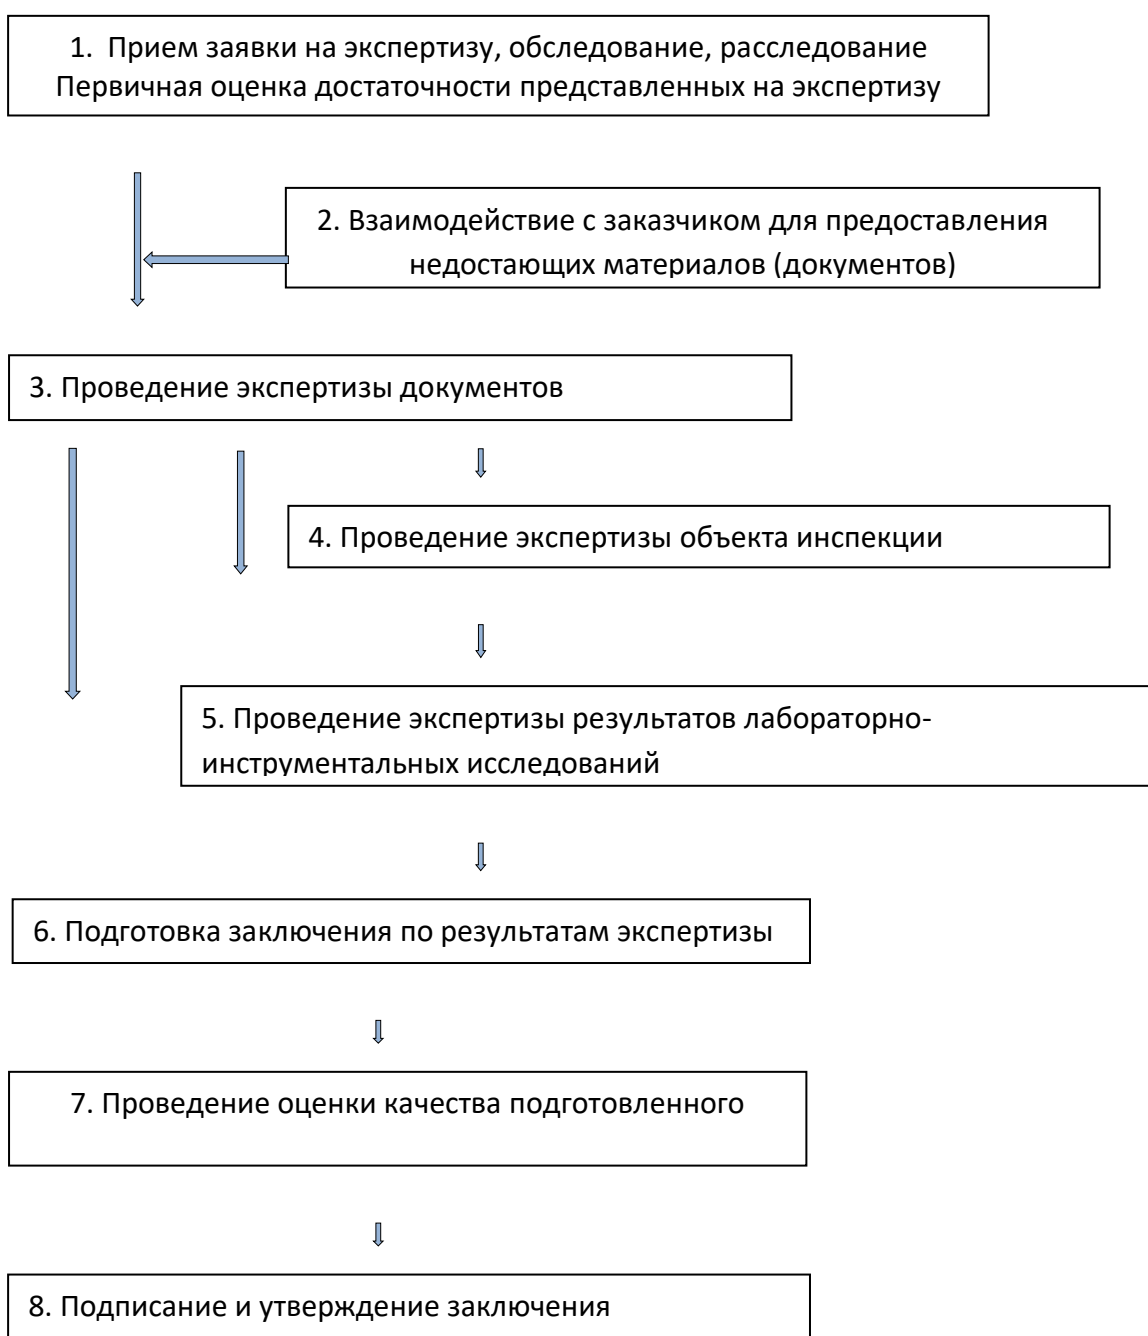 1. Прием заявки на экспертизу, обследование, расследование
Первичная оценка достаточности представленных на экспертизу
2. Взаимодействие с заказчиком для предоставления
недостающих материалов (документов)
3. Проведение экспертизы документов
4. Проведение экспертизы объекта инспекции
5. Проведение экспертизы результатов лабораторно-
инструментальных исследований
6. Подготовка заключения по результатам экспертизы
7. Проведение оценки качества подготовленного
8. Подписание и утверждение заключения